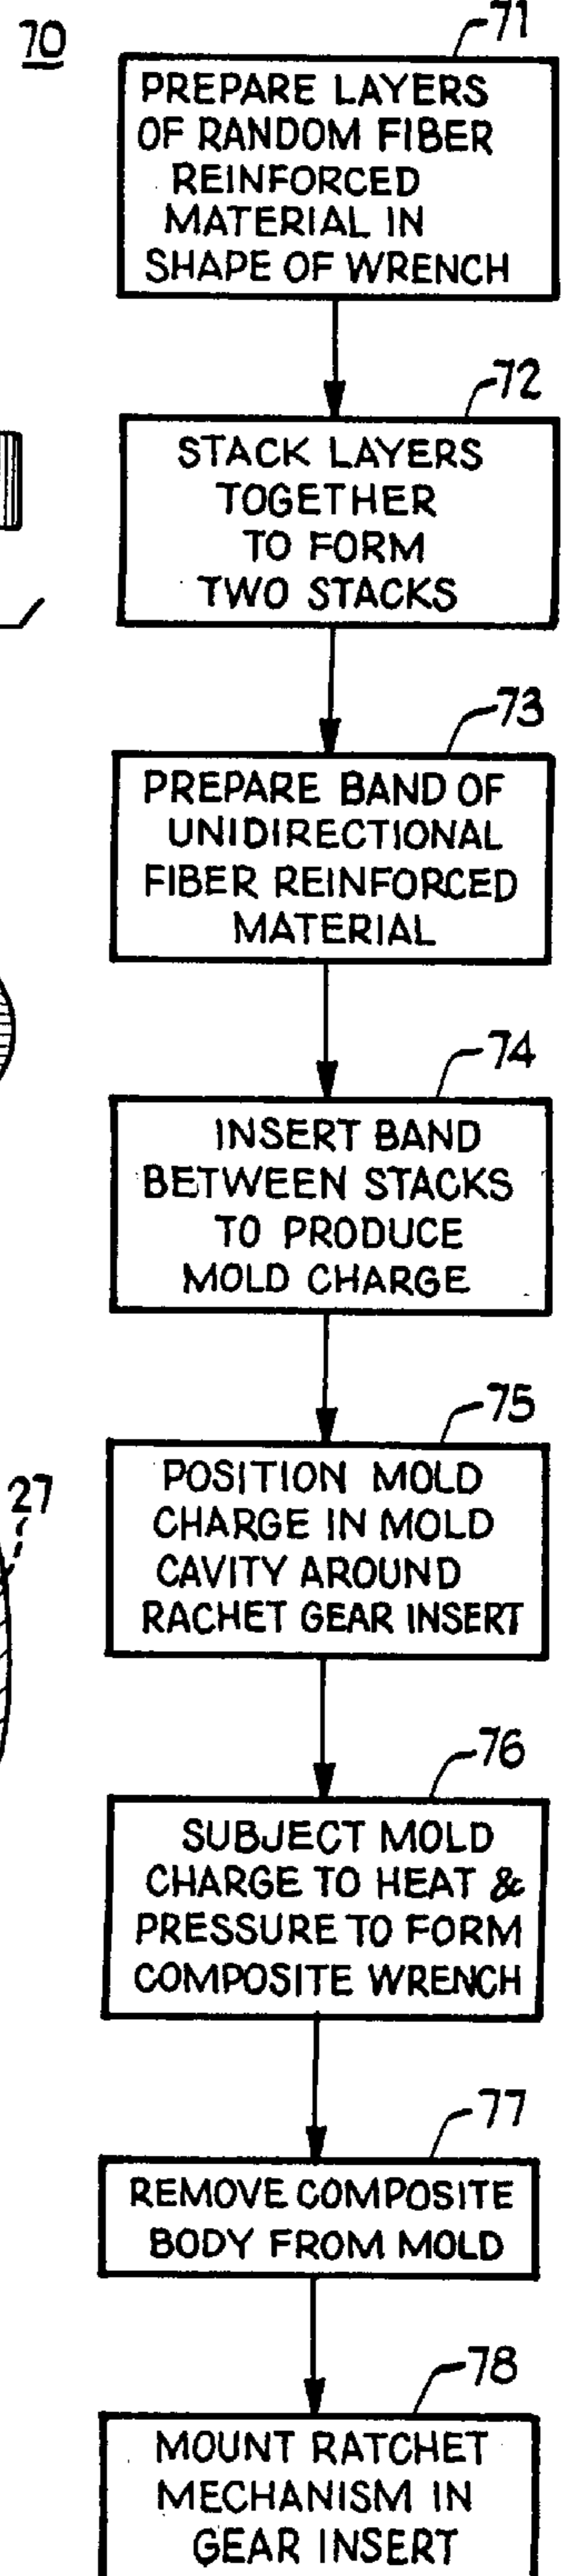 70
71
PREPARE LAYERS
OF RANDOM FIBER
REINFORCED
MATERIAL IN
SHAPE OF WRENCH
72
STACK LAYERS
TOGETHER
TO FORM
TWO STACKS
73
PREPARE BAND OF
UNIDIRECTIONAL
FIBER REINFORCED
MATERIAL
74
INSERT BAND
BETWEEN STACKS
TO PRODUCE
MOLD CHARGE
75
POSITION MOLD
CHARGE IN MOLD
CAVITY AROUND
RACHET GEAR INSERT
27
76
SUBJECT MOLD
CHARGE TO HEAT &
PRESSURE TO FORM
COMPOSITE WRENCH
77
REMOVE COMPOSITE
BODY FROM MOLD
78
MOUNT RATCHET
MECHANISM IN
GEAR INSERT